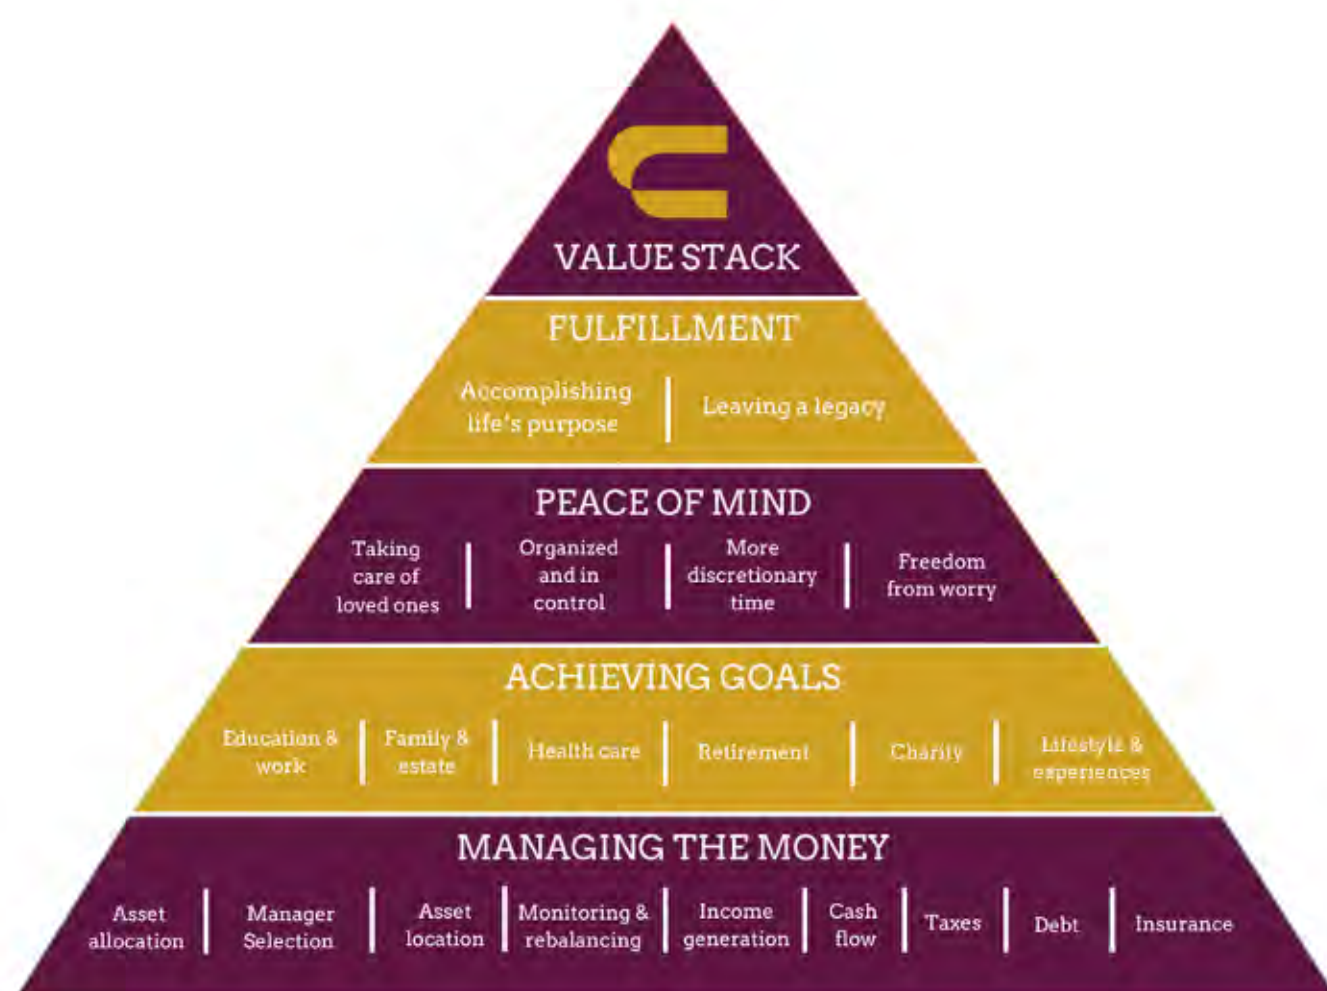 VALUE STACK
FULFILLMENT
Accomplishing
life's purpose
Leaving a legacy
PEACE OF MIND
Taking
care of
loved ones
Organized
and in
control
More
discretionary
time
Freedom
from worry
ACHIEVING GOALS
Education &
work
Family &
estate
Health care
Retirement
Charity
Lifestyle &
experiences
MANAGING THE MONEY
Asset
allocation
Manager
Selection
Asset
location
Monitoring &
rebalancing
Income
generation
Cash
flow
Taxes
Debt
Insurance